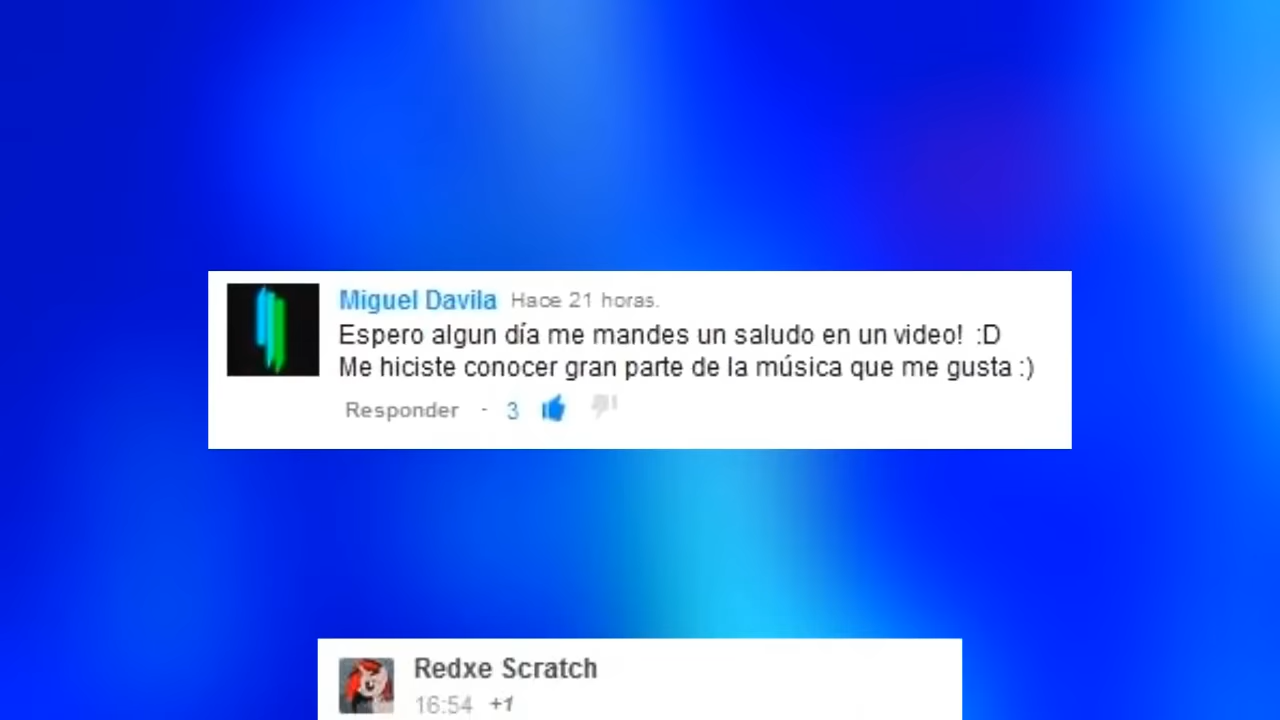 Miguel Davila Hace 21 horas.
Espero algun día me mandes un saludo en un video! :D
Me hiciste conocer gran parte de la música que me gusta :)
Responder · 3
Redxe Scratch
16:54 +1